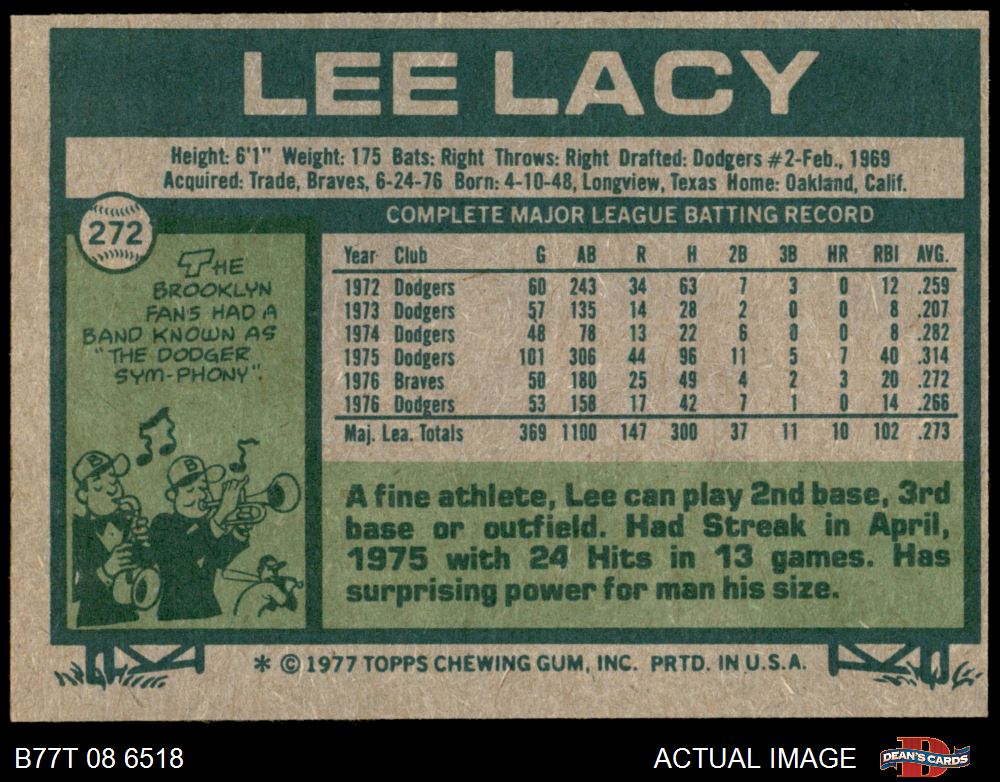 LEE LACY
Height: 6'1" Weight: 175 Bats: Right Throws: Right Drafted: Dodgers #2-Feb., 1969
Acquired: Trade, Braves, 6-24-76 Born: 4-10-48, Longview, Texas Home: Oakland, Calif.
272
THE
BROOKLYN
FANS HAD A
BAND KNOWN AS
"THE DODGER
SYM-PHONY".
B
B
COMPLETE MAJOR LEAGUE BATTING RECORD
Year Club G AB R H 2B 3B HR RBI AVG.
1972 Dodgers 60 243 34 63 7 3 0 12 .259
1973 Dodgers 57 135 14 28 2 0 0 8 .207
1974 Dodgers 48 78 13 22 6 0 0 8 .282
1975 Dodgers 101 306 44 96 11 5 7 40 .314
1976 Braves 50 180 25 49 4 2 3 20 .272
1976 Dodgers 53 158 17 42 7 1 0 14 .266
Maj. Lea. Totals 369 1100 147 300 37 11 10 102 .273
A fine athlete, Lee can play 2nd base, 3rd
base or outfield. Had Streak in April,
1975 with 24 Hits in 13 games. Has
surprising power for man his size.
* © 1977 TOPPS CHEWING GUM, INC. PRTD. IN U.S.A.
B77T 08 6518
ACTUAL IMAGE
D
DEAN'S CARDS